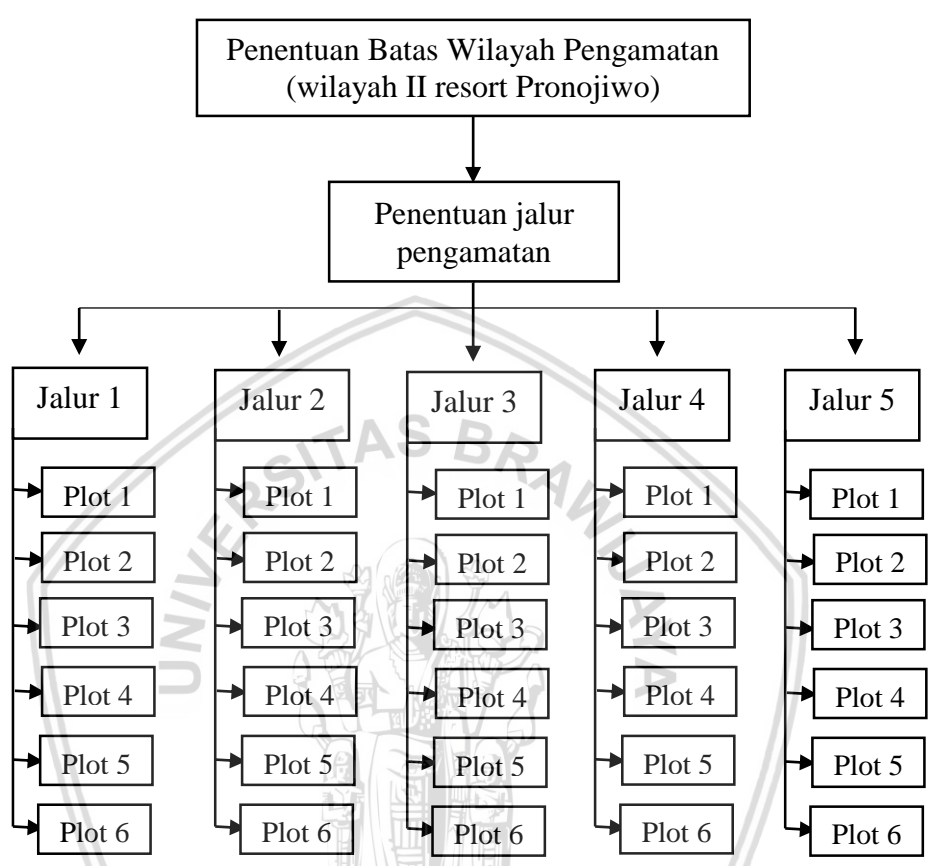 Penentuan Batas Wilayah Pengamatan
(wilayah II resort Pronojiwo)
Penentuan jalur
pengamatan
Jalur 1
Jalur 2
Jalur 3
Jalur 4
Jalur 5
Plot 1
Plot 1
Plot 1
Plot 1
Plot 1
Plot 2
Plot 2
Plot 2
Plot 2
Plot 2
Plot 3
Plot 3
Plot 3
Plot 3
Plot 3
Plot 4
Plot 4
Plot 4
Plot 4
Plot 4
Plot 5
Plot 5
Plot 5
Plot 5
Plot 5
Plot 6
Plot 6
Plot 6
Plot 6
Plot 6
UNIVERSITAS BRAWIJAYA